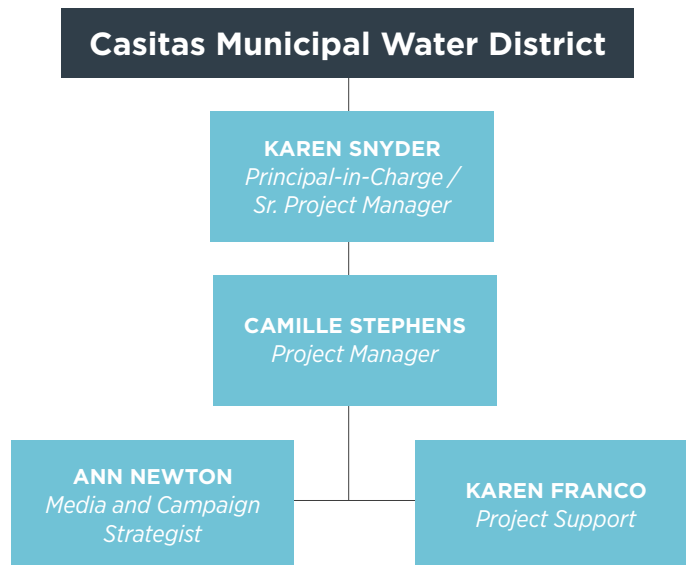 Casitas Municipal Water District
KAREN SNYDER
Principal-in-Charge /
Sr. Project Manager
CAMILLE STEPHENS
Project Manager
ANN NEWTON
Media and Campaign
Strategist
KAREN FRANCO
Project Support